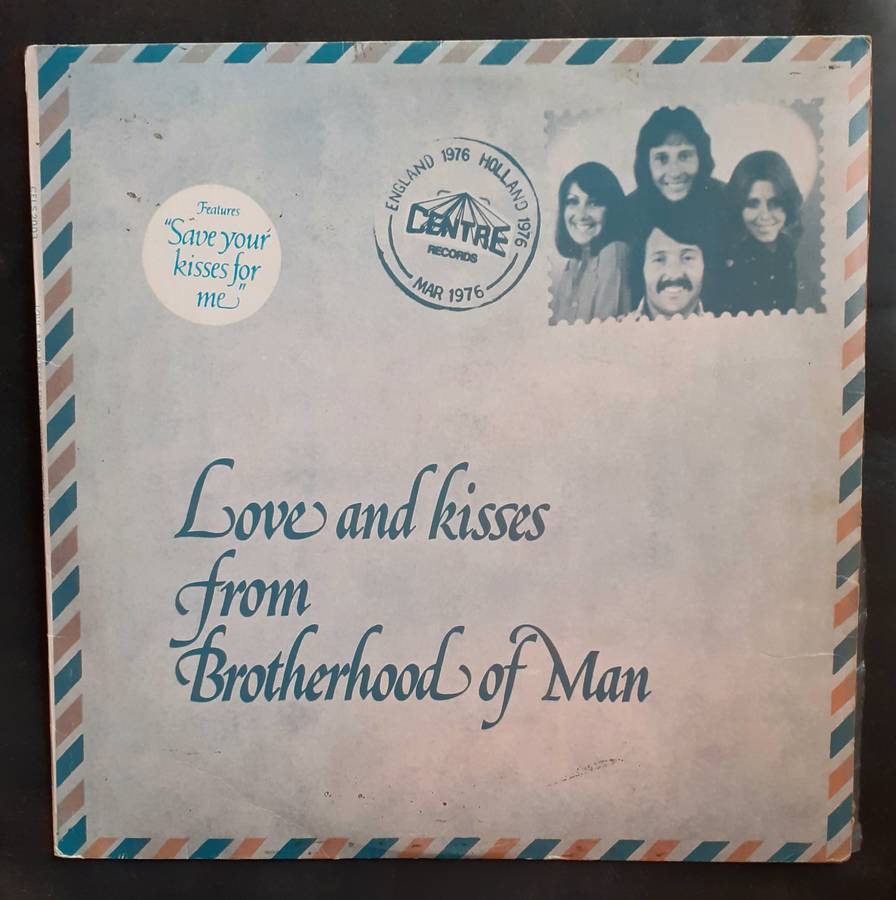 Features
"Save your
kisses for
me"
ENGLAND 1976 HOLLAND 1976
CENTRE
RECORDS
MAR 1976
Love and kisses
from
Brotherhood of Man